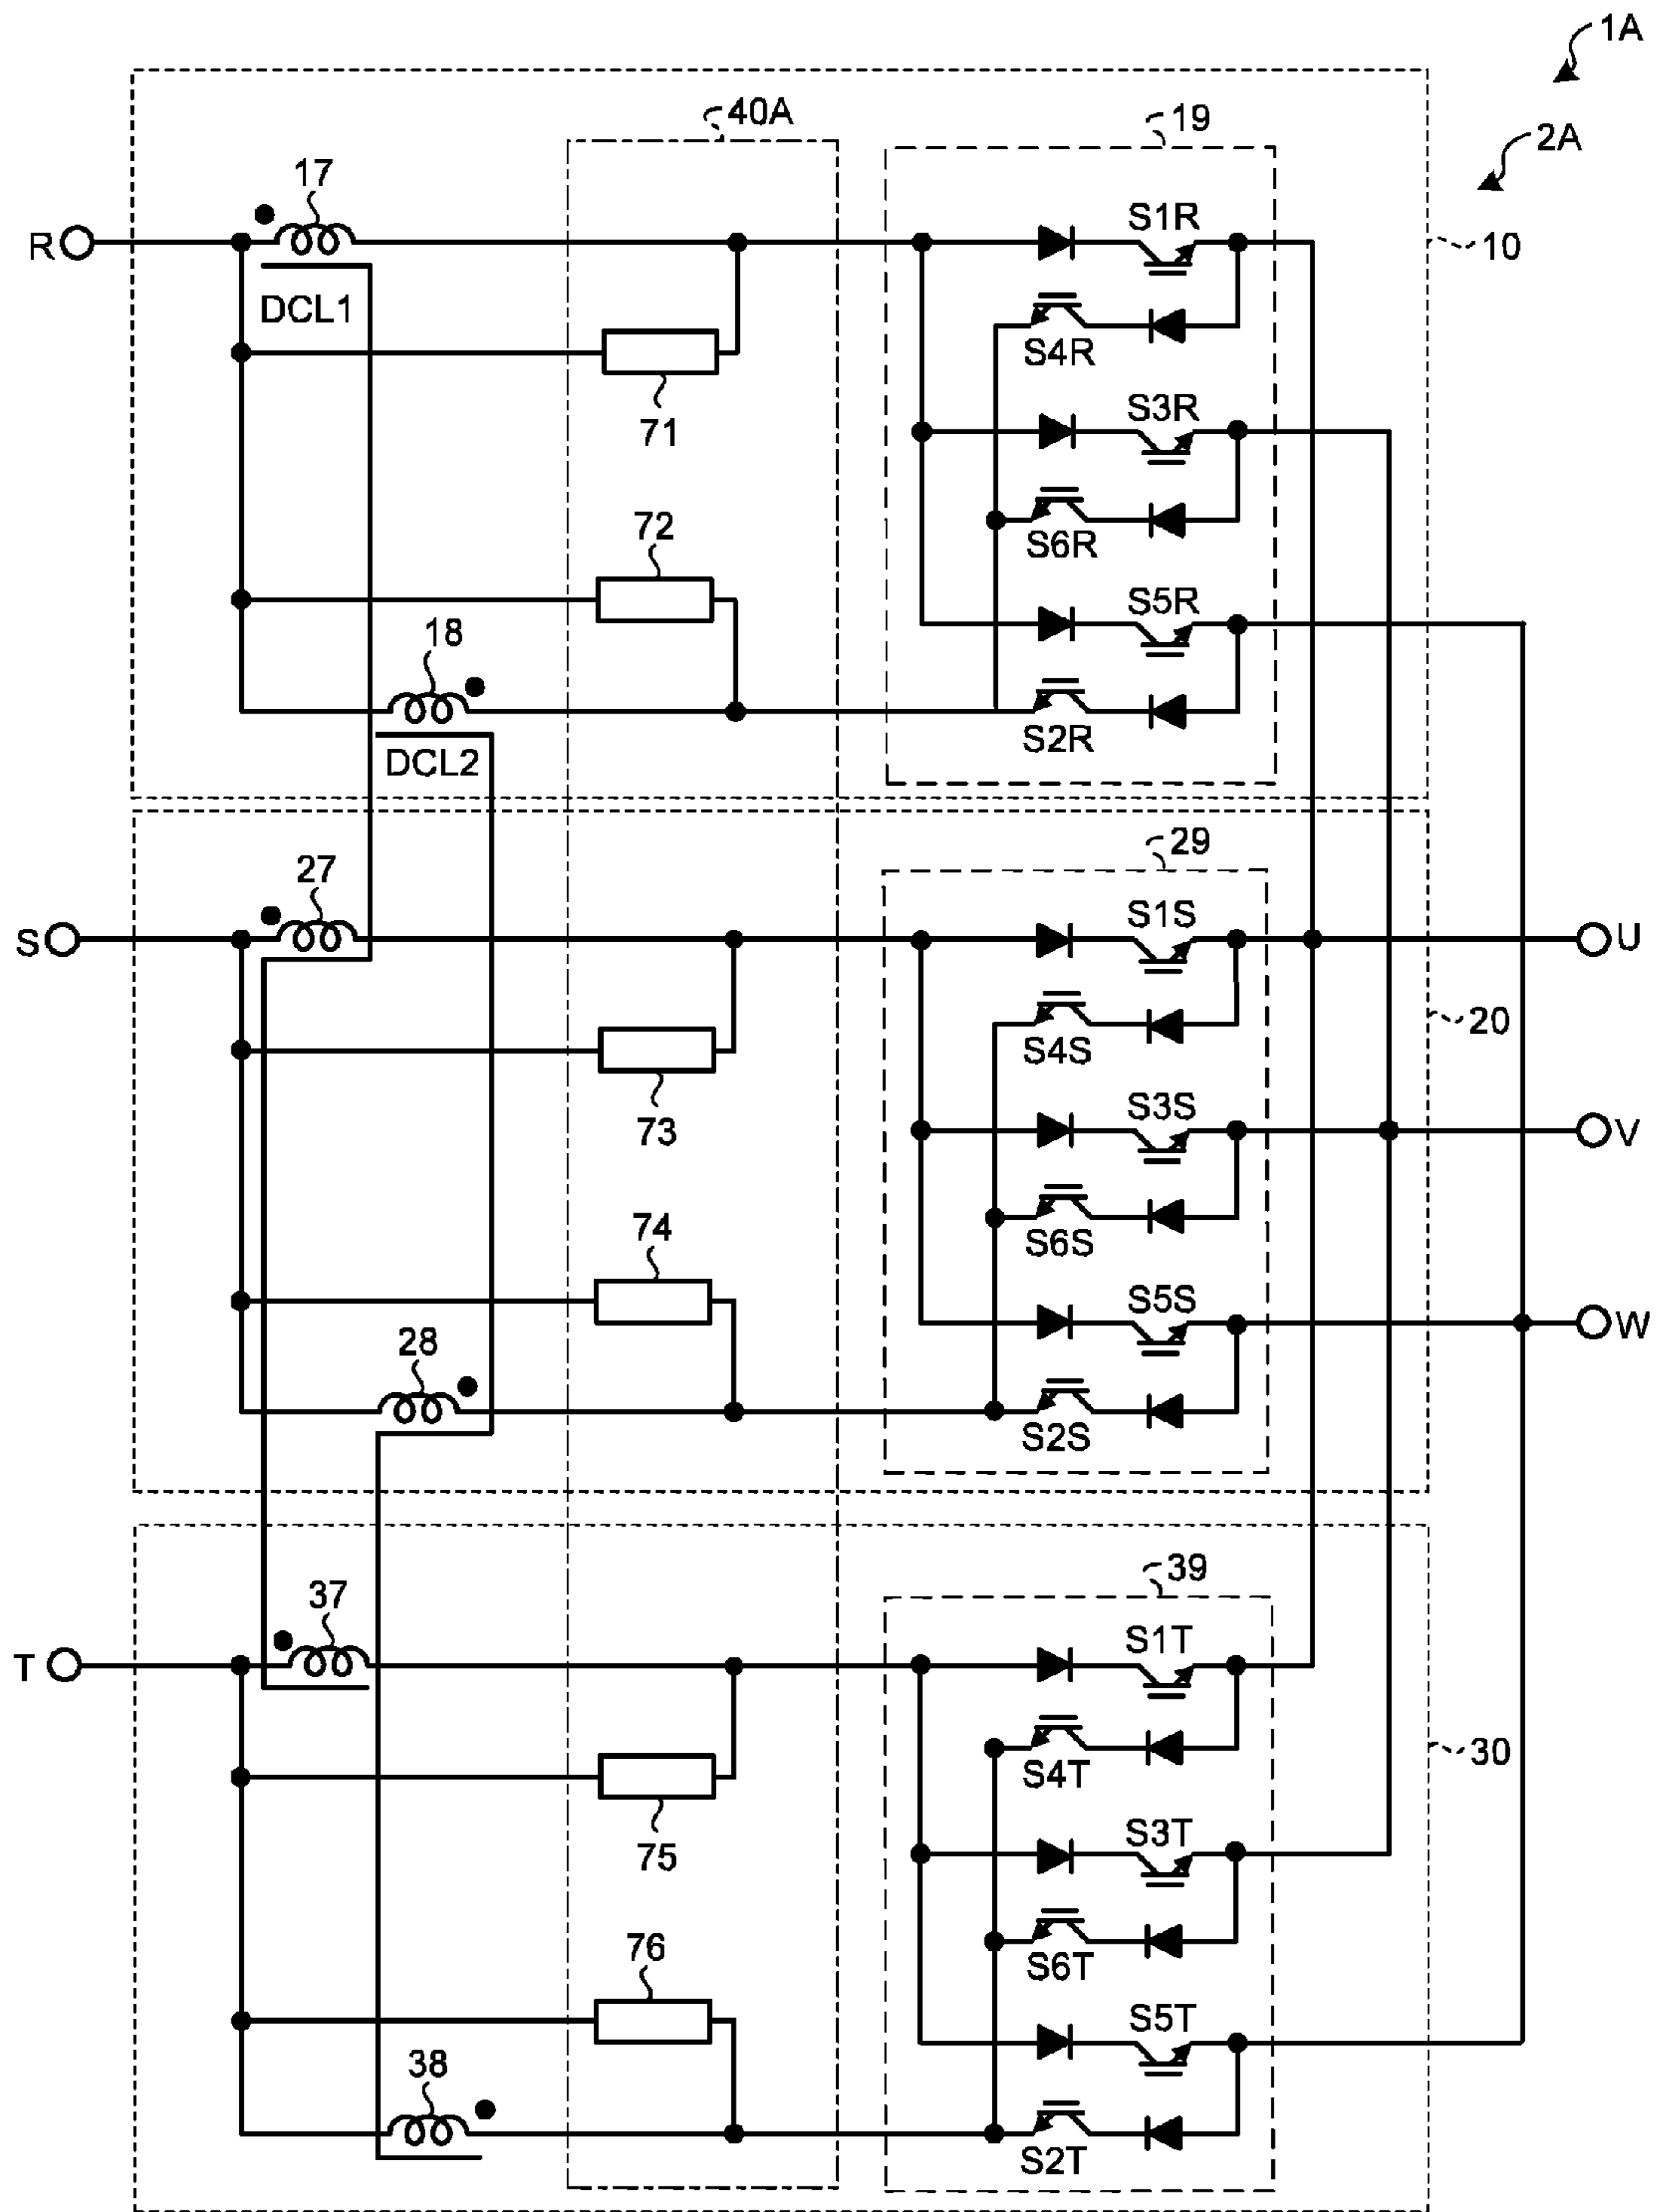 1A
40A
19
2A
17
S1R
R
10
DCL1
S4R
S3R
71
72
S6R
S5R
18
S2R
DCL2
29
27
S1S
S
U
20
S4S
S3S
73
V
74
S6S
S5S
W
28
S2S
39
37
S1T
T
30
S4T
S3T
75
76
S6T
S5T
38
S2T